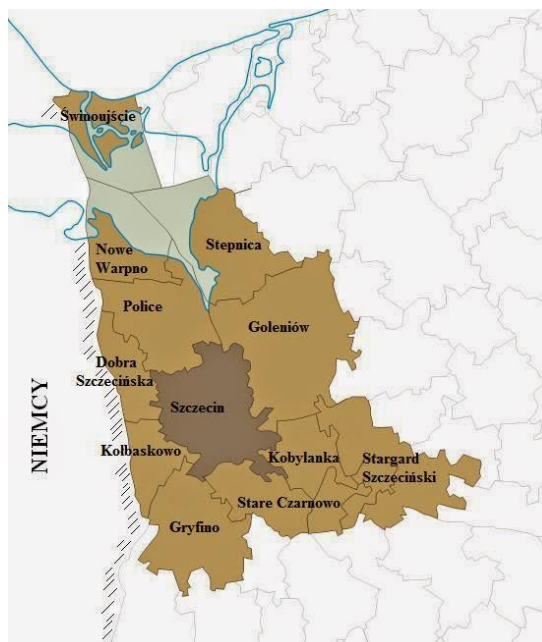 Świnoujście
Nowe
Warpno
Stepnica
Police
Goleniów
Dobra
Szczecińska
Szczecin
NIEMCY
Kołbaskowo
Kobylanka
Stargard
Szczeciński
Stare Czarnowo
Gryfino